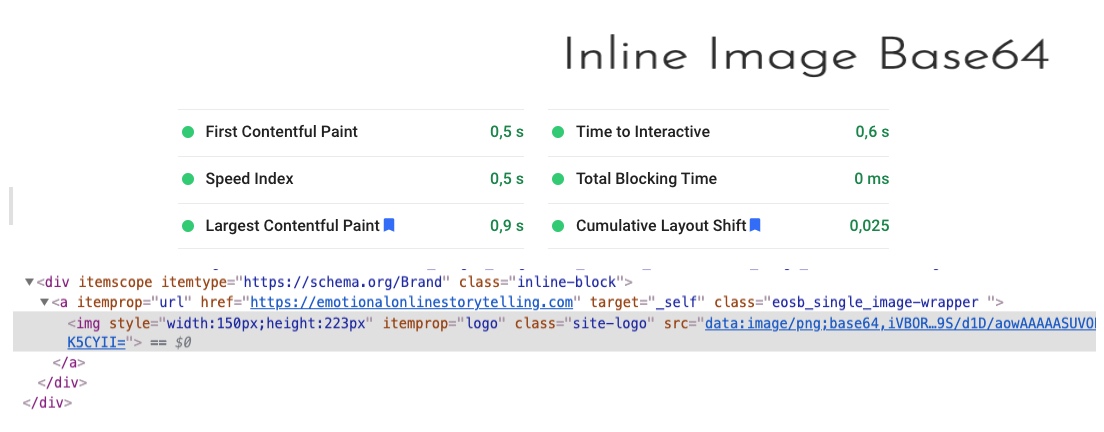 Inline Image Base64
First Contentful Paint 0,5 s
Time to Interactive 0,6 s
Speed Index 0,5 s
Total Blocking Time 0 ms
Largest Contentful Paint 0,9 s
Cumulative Layout Shift 0,025
<div itemscope itemtype="https://schema.org/Brand" class="inline-block">
<a itemprop="url" href="https://emotionalonlinestorytelling.com" target="_self" class="eosb_single_image-wrapper ">
<img style="width:150px;height:223px" itemprop="logo" class="site-logo" src="data:image/png;base64,iVBOR…9S/d1D/aowAAAAASUVO
K5CYII="> == $0
</a>
</div>
</div>